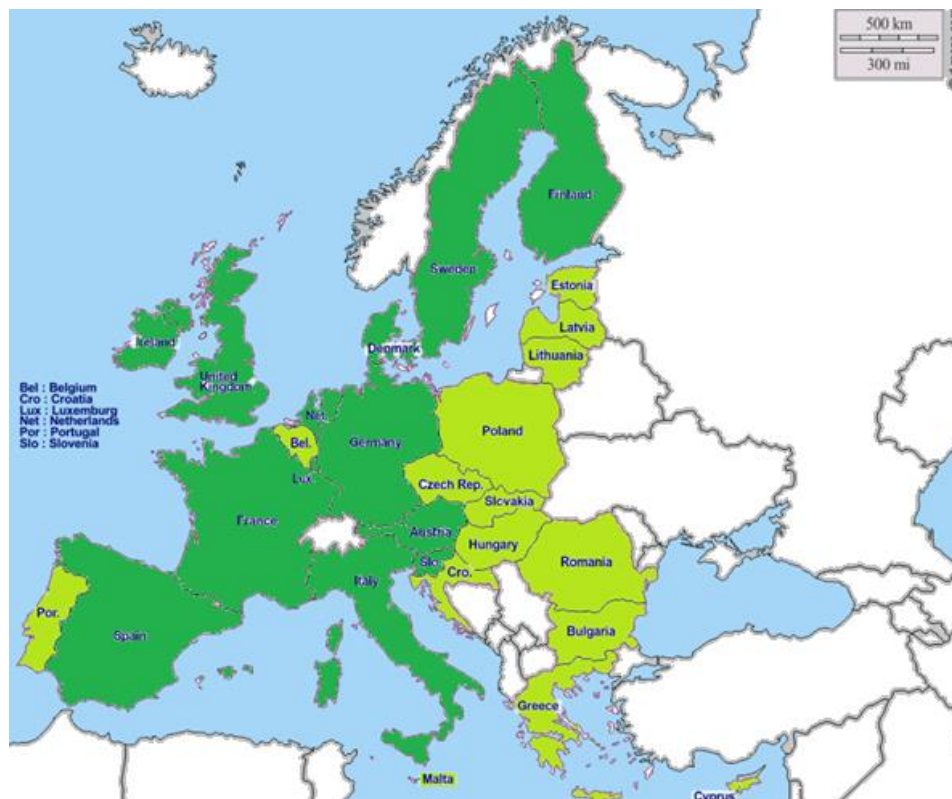 500 km
300 mi
Finland
Sweden
Estonia
Latvia
Lithuania
Ireland
Denmark
United
Kingdom
Bel : Belgium
Cro : Croatia
Lux : Luxemburg
Net : Netherlands
Por : Portugal
Slo : Slovenia
Net.
Poland
Bel.
Germany
Lux
Czech Rep.
Slovakia
France
Austria
Hungary
Slo
Cro.
Romania
Italy
Por.
Spain
Bulgaria
Greece
Malta
Cyprus